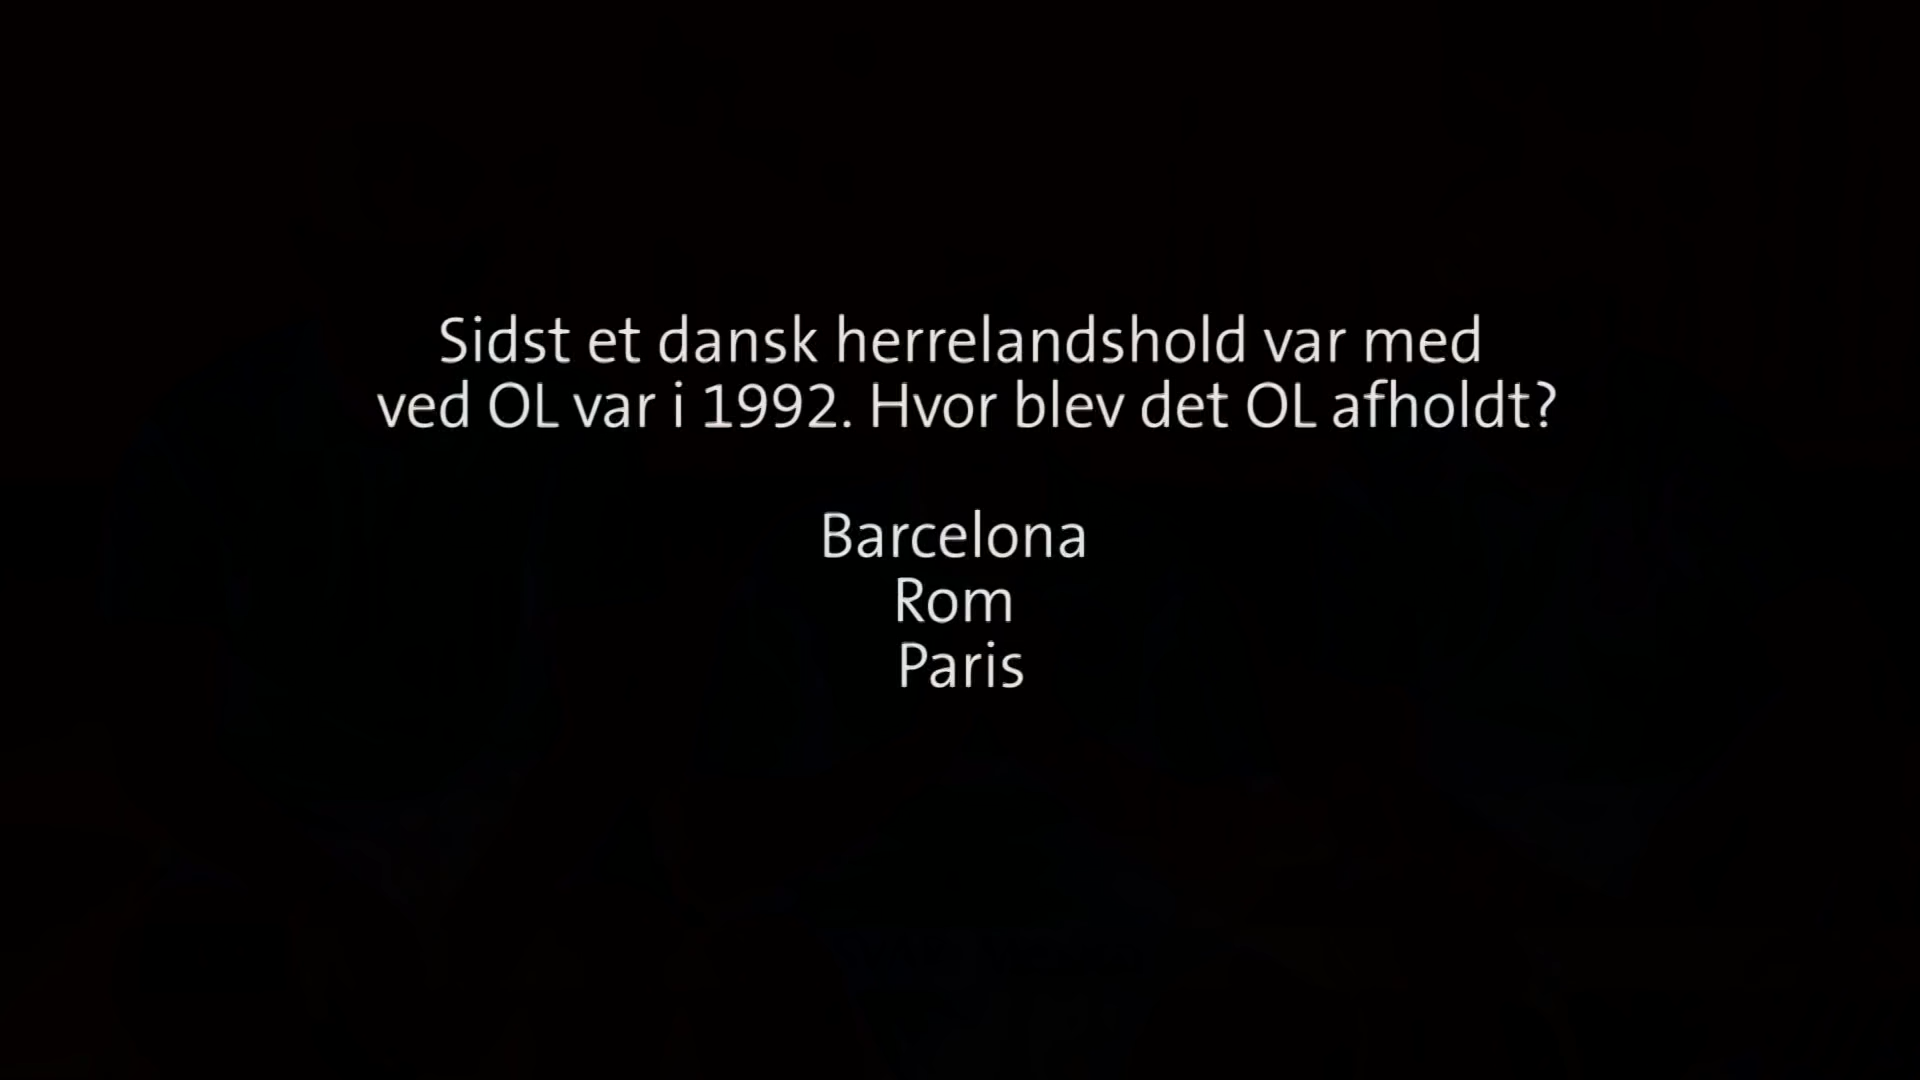 Sidst et dansk herrelandshold var med
ved OL var i 1992. Hvor blev det OL afholdt?
Barcelona
Rom
Paris